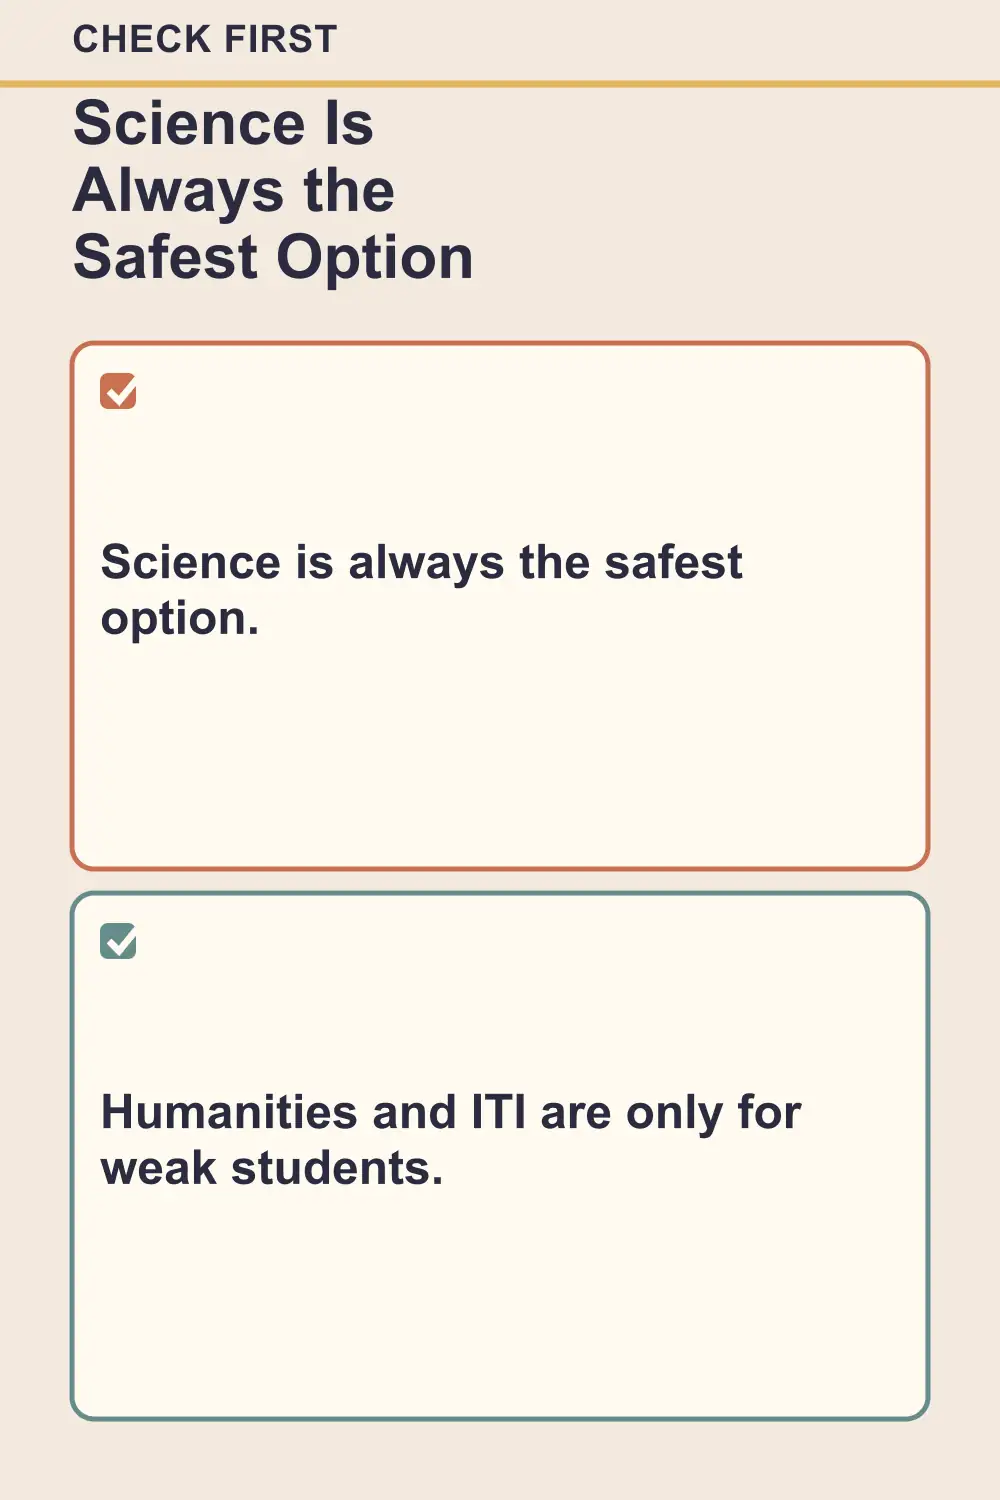 CHECK FIRST
Science Is
Always the
Safest Option
Science is always the safest
option.
Humanities and ITI are only for
weak students.